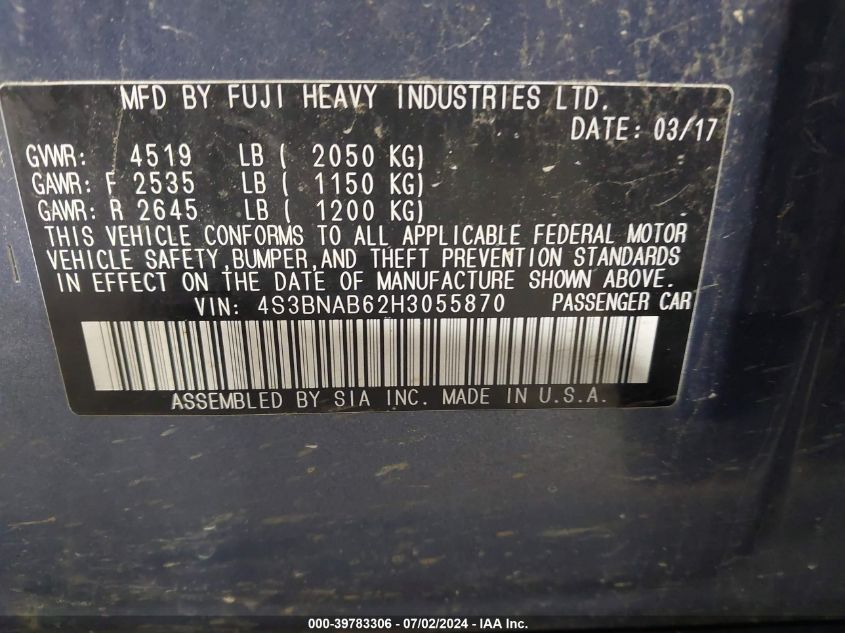 MFD BY FUJI HEAVY INDUSTRIES LTD.
DATE: 03/17
GVWR: 4519 LB ( 2050 KG)
GAWR: F 2535 LB ( 1150 KG)
GAWR: R 2645 LB ( 1200 KG)
THIS VEHICLE CONFORMS TO ALL APPLICABLE FEDERAL MOTOR
VEHICLE SAFETY,BUMPER,AND THEFT PREVENTION STANDARDS
IN EFFECT ON THE DATE OF MANUFACTURE SHOWN ABOVE.
VIN: 4S3BNAB62H3055870 PASSENGER CAR
ASSEMBLED BY SIA INC. MADE IN U.S.A.
000-39783306 - 07/02/2024 - IAA Inc.